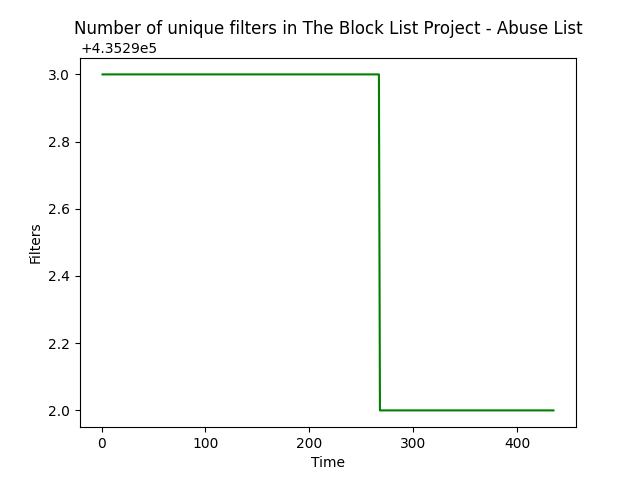 Number of unique filters in The Block List Project - Abuse List
+4.3529e5
3.0
2.8
2.6
2.4
2.2
2.0
Filters
0 100 200 300 400
Time